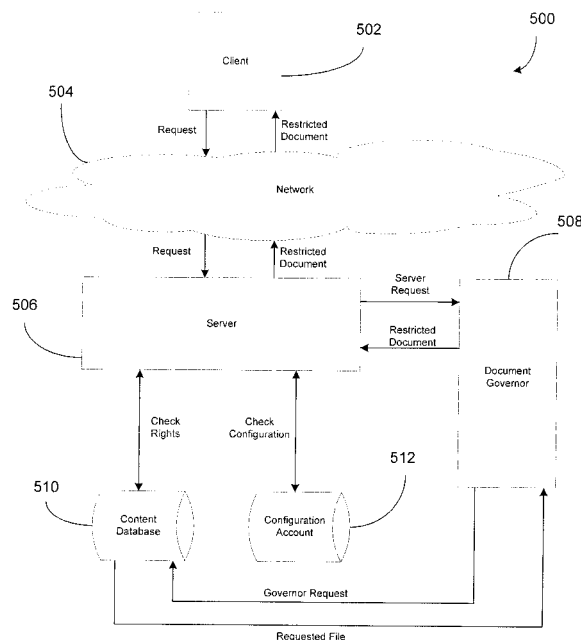 502
500
Client
504
Request
Restricted
Document
Network
508
Request
Restricted
Document
Server
Request
506
Server
Restricted
Document
Document
Governor
Check
Rights
Check
Configuration
510
512
Content
Database
Configuration
Account
Governor Request
Requested File